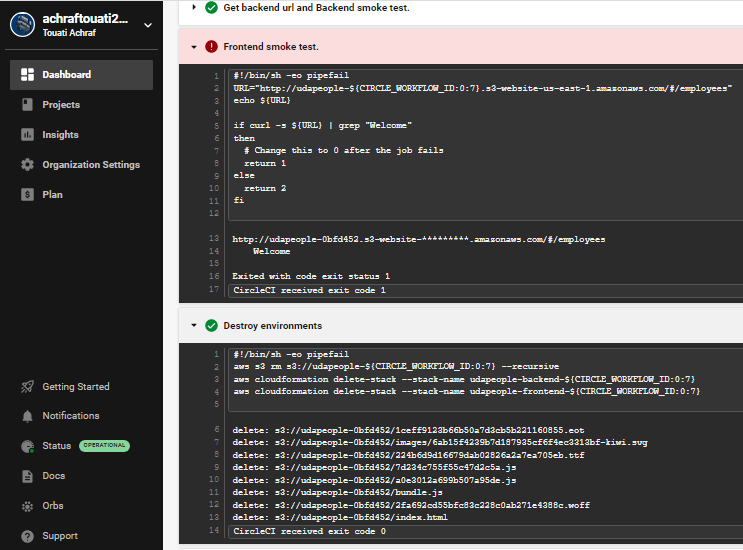 achraftouati2...
Touati Achraf
Dashboard
Projects
Insights
Organization Settings
Plan
Getting Started
Notifications
Status OPERATIONAL
Docs
Orbs
Support
Get backend url and Backend smoke test.
Frontend smoke test.
1 #!/bin/sh -eo pipefail
2 URL="http://udapeople-${CIRCLE_WORKFLOW_ID:0:7}.s3-website-us-east-1.amazonaws.com/#/employees"
3 echo ${URL}
4
5 if curl -s ${URL} | grep "Welcome"
6 then
7 # Change this to 0 after the job fails
8 return 1
9 else
10 return 2
11 fi
12
13 http://udapeople-0bfd452.s3-website-*********.amazonaws.com/#/employees
14 Welcome
15
16 Exited with code exit status 1
17 CircleCI received exit code 1
Destroy environments
1 #!/bin/sh -eo pipefail
2 aws s3 rm s3://udapeople-${CIRCLE_WORKFLOW_ID:0:7} --recursive
3 aws cloudformation delete-stack --stack-name udapeople-backend-${CIRCLE_WORKFLOW_ID:0:7}
4 aws cloudformation delete-stack --stack-name udapeople-frontend-${CIRCLE_WORKFLOW_ID:0:7}
5
6 delete: s3://udapeople-0bfd452/1ceff9123b66b50a7d3cb5b221160855.eot
7 delete: s3://udapeople-0bfd452/images/6ab15f4239b7d187935cf6f4ec3313bf-kiwi.svg
8 delete: s3://udapeople-0bfd452/224b6d9d16679dab02826a2a7ea705eb.ttf
9 delete: s3://udapeople-0bfd452/7d234c755f55c47d2c5a.js
10 delete: s3://udapeople-0bfd452/a0e3012a699b507a95de.js
11 delete: s3://udapeople-0bfd452/bundle.js
12 delete: s3://udapeople-0bfd452/2fa692cd55bfc83c228c0ab271e4388c.woff
13 delete: s3://udapeople-0bfd452/index.html
14 CircleCI received exit code 0